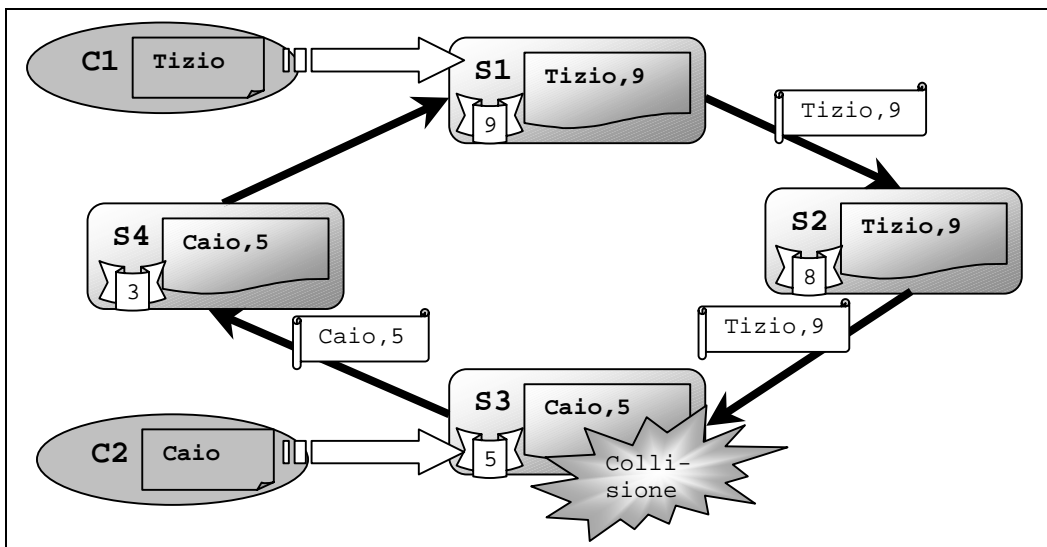 C1
Tizio
S1
Tizio,9
9
Tizio,9
S4
Caio,5
3
S2
Tizio,9
8
Caio,5
Tizio,9
S3
Caio,5
5
C2
Caio
Colli-
sione